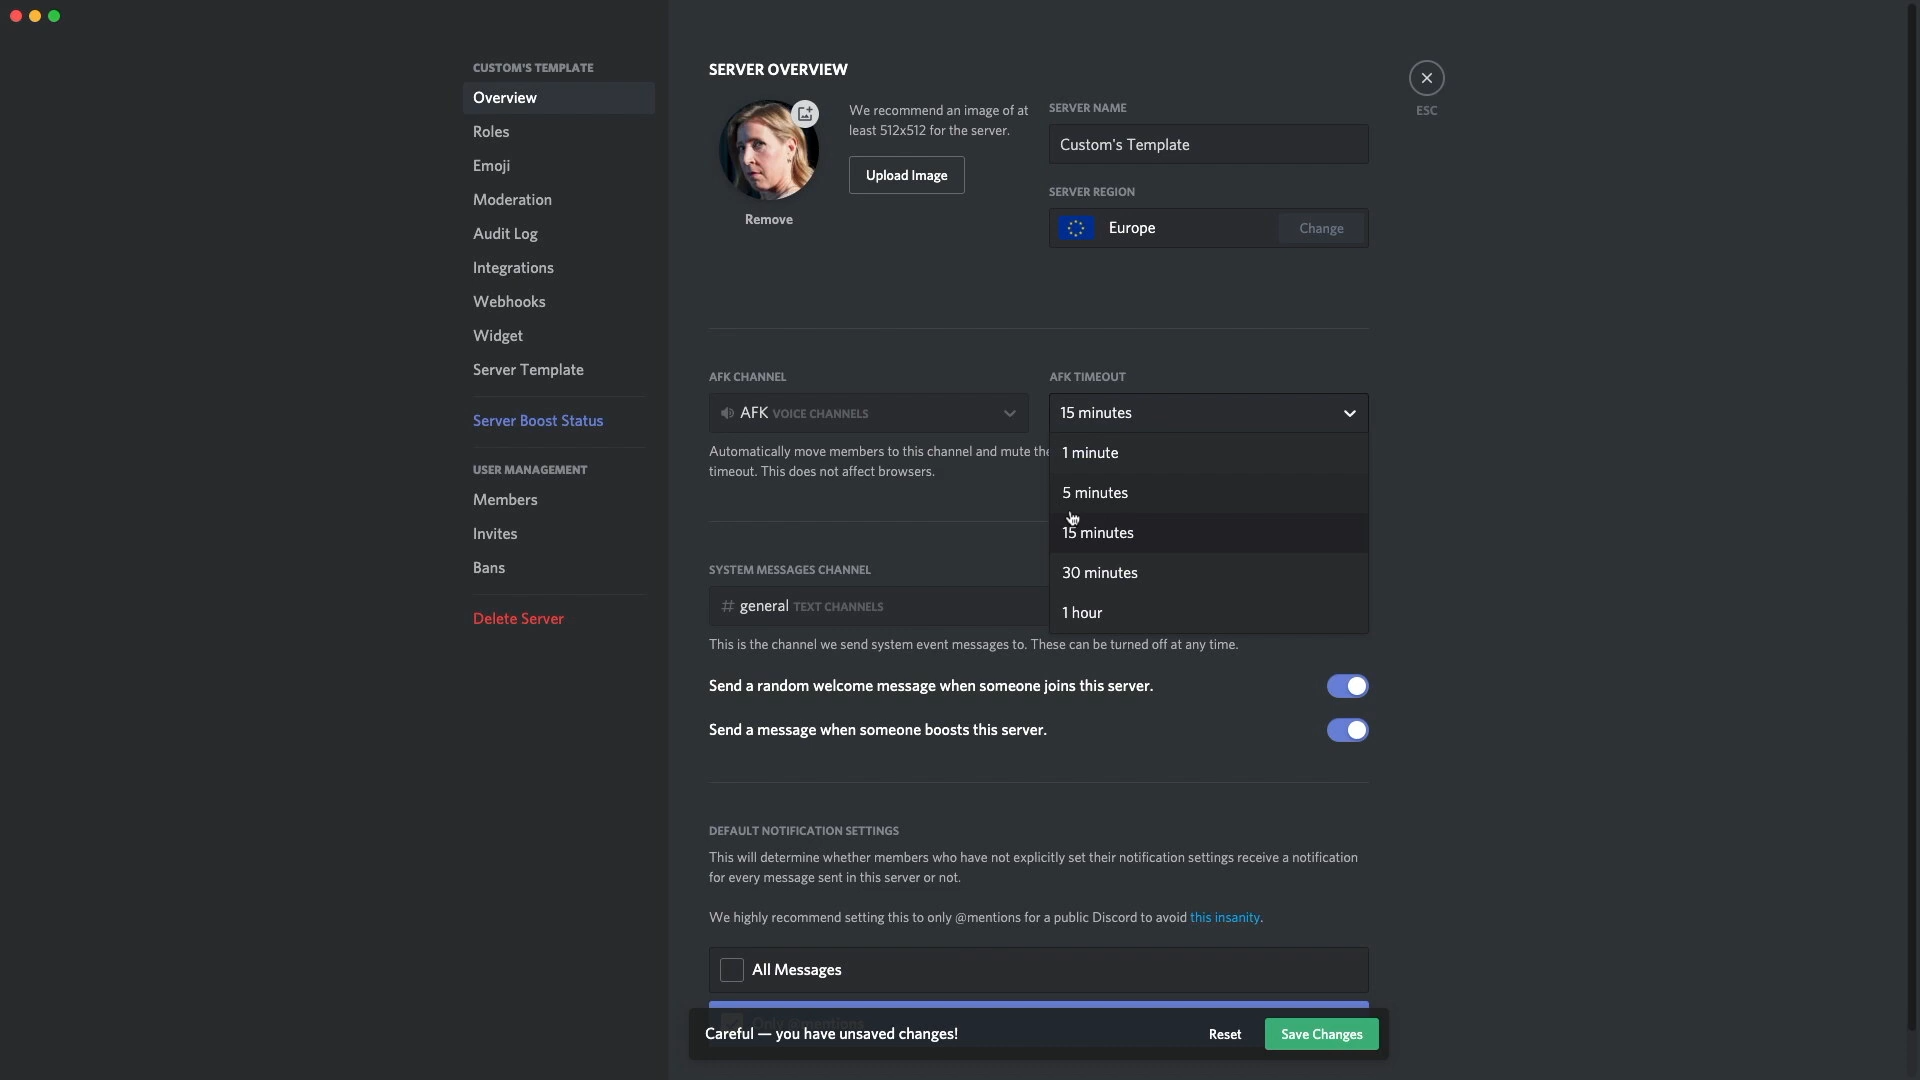 CUSTOM'S TEMPLATE
Overview
Roles
Emoji
Moderation
Audit Log
Integrations
Webhooks
Widget
Server Template
Server Boost Status
USER MANAGEMENT
Members
Invites
Bans
Delete Server
SERVER OVERVIEW
We recommend an image of at
least 512x512 for the server.
Upload Image
Remove
SERVER NAME
Custom's Template
SERVER REGION
Europe
Change
ESC
AFK CHANNEL
AFK VOICE CHANNELS
Automatically move members to this channel and mute the
timeout. This does not affect browsers.
AFK TIMEOUT
15 minutes
1 minute
5 minutes
15 minutes
30 minutes
1 hour
SYSTEM MESSAGES CHANNEL
# general TEXT CHANNELS
This is the channel we send system event messages to. These can be turned off at any time.
Send a random welcome message when someone joins this server.
Send a message when someone boosts this server.
DEFAULT NOTIFICATION SETTINGS
This will determine whether members who have not explicitly set their notification settings receive a notification
for every message sent in this server or not.
We highly recommend setting this to only @mentions for a public Discord to avoid this insanity.
All Messages
Only @mentions
Careful — you have unsaved changes!
Reset
Save Changes